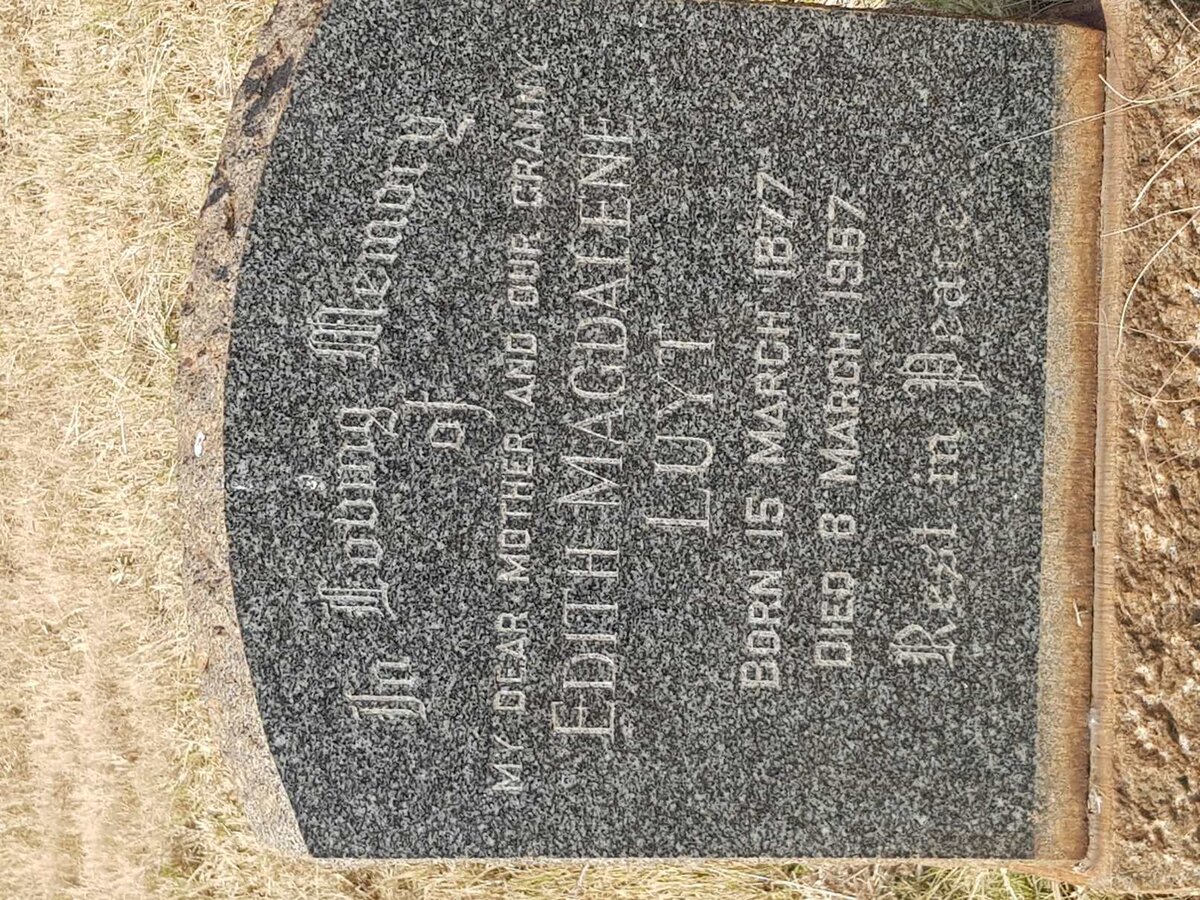 In Loving Memory
of
MY DEAR MOTHER AND OUR GRANNY
EDITH MAGDALENE
LUYT
BORN 15 MARCH 1877
DIED 8 MARCH 1957
Rest in Peace